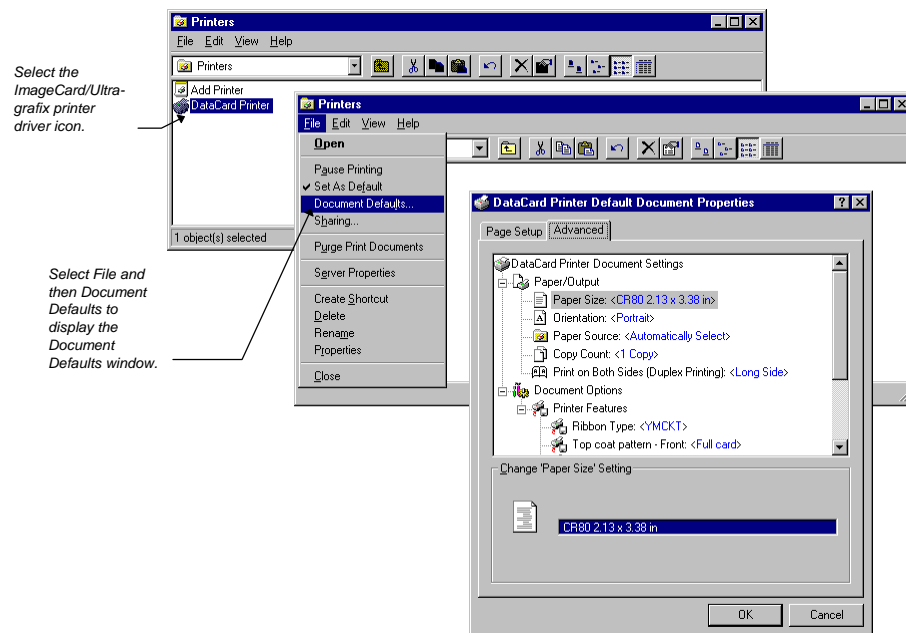 Printers
File Edit View Help
Printers
Select the
ImageCard/Ultra-
grafix printer
driver icon.
Add Printer
DataCard Printer
1 object(s) selected
Printers
File Edit View Help
Open
Pause Printing
Set As Default
Document Defaults...
Sharing...
Purge Print Documents
Server Properties
Create Shortcut
Delete
Rename
Properties
Close
Select File and
then Document
Defaults to
display the
Document
Defaults window.
DataCard Printer Default Document Properties
Page Setup Advanced
DataCard Printer Document Settings
Paper/Output
Paper Size: <CR80 2.13 x 3.38 in>
Orientation: <Portrait>
Paper Source: <Automatically Select>
Copy Count: <1 Copy>
Print on Both Sides (Duplex Printing): <Long Side>
Document Options
Printer Features
Ribbon Type: <YMCKT>
Top coat pattern - Front: <Full card>
Change 'Paper Size' Setting
CR80 2.13 x 3.38 in
OK Cancel